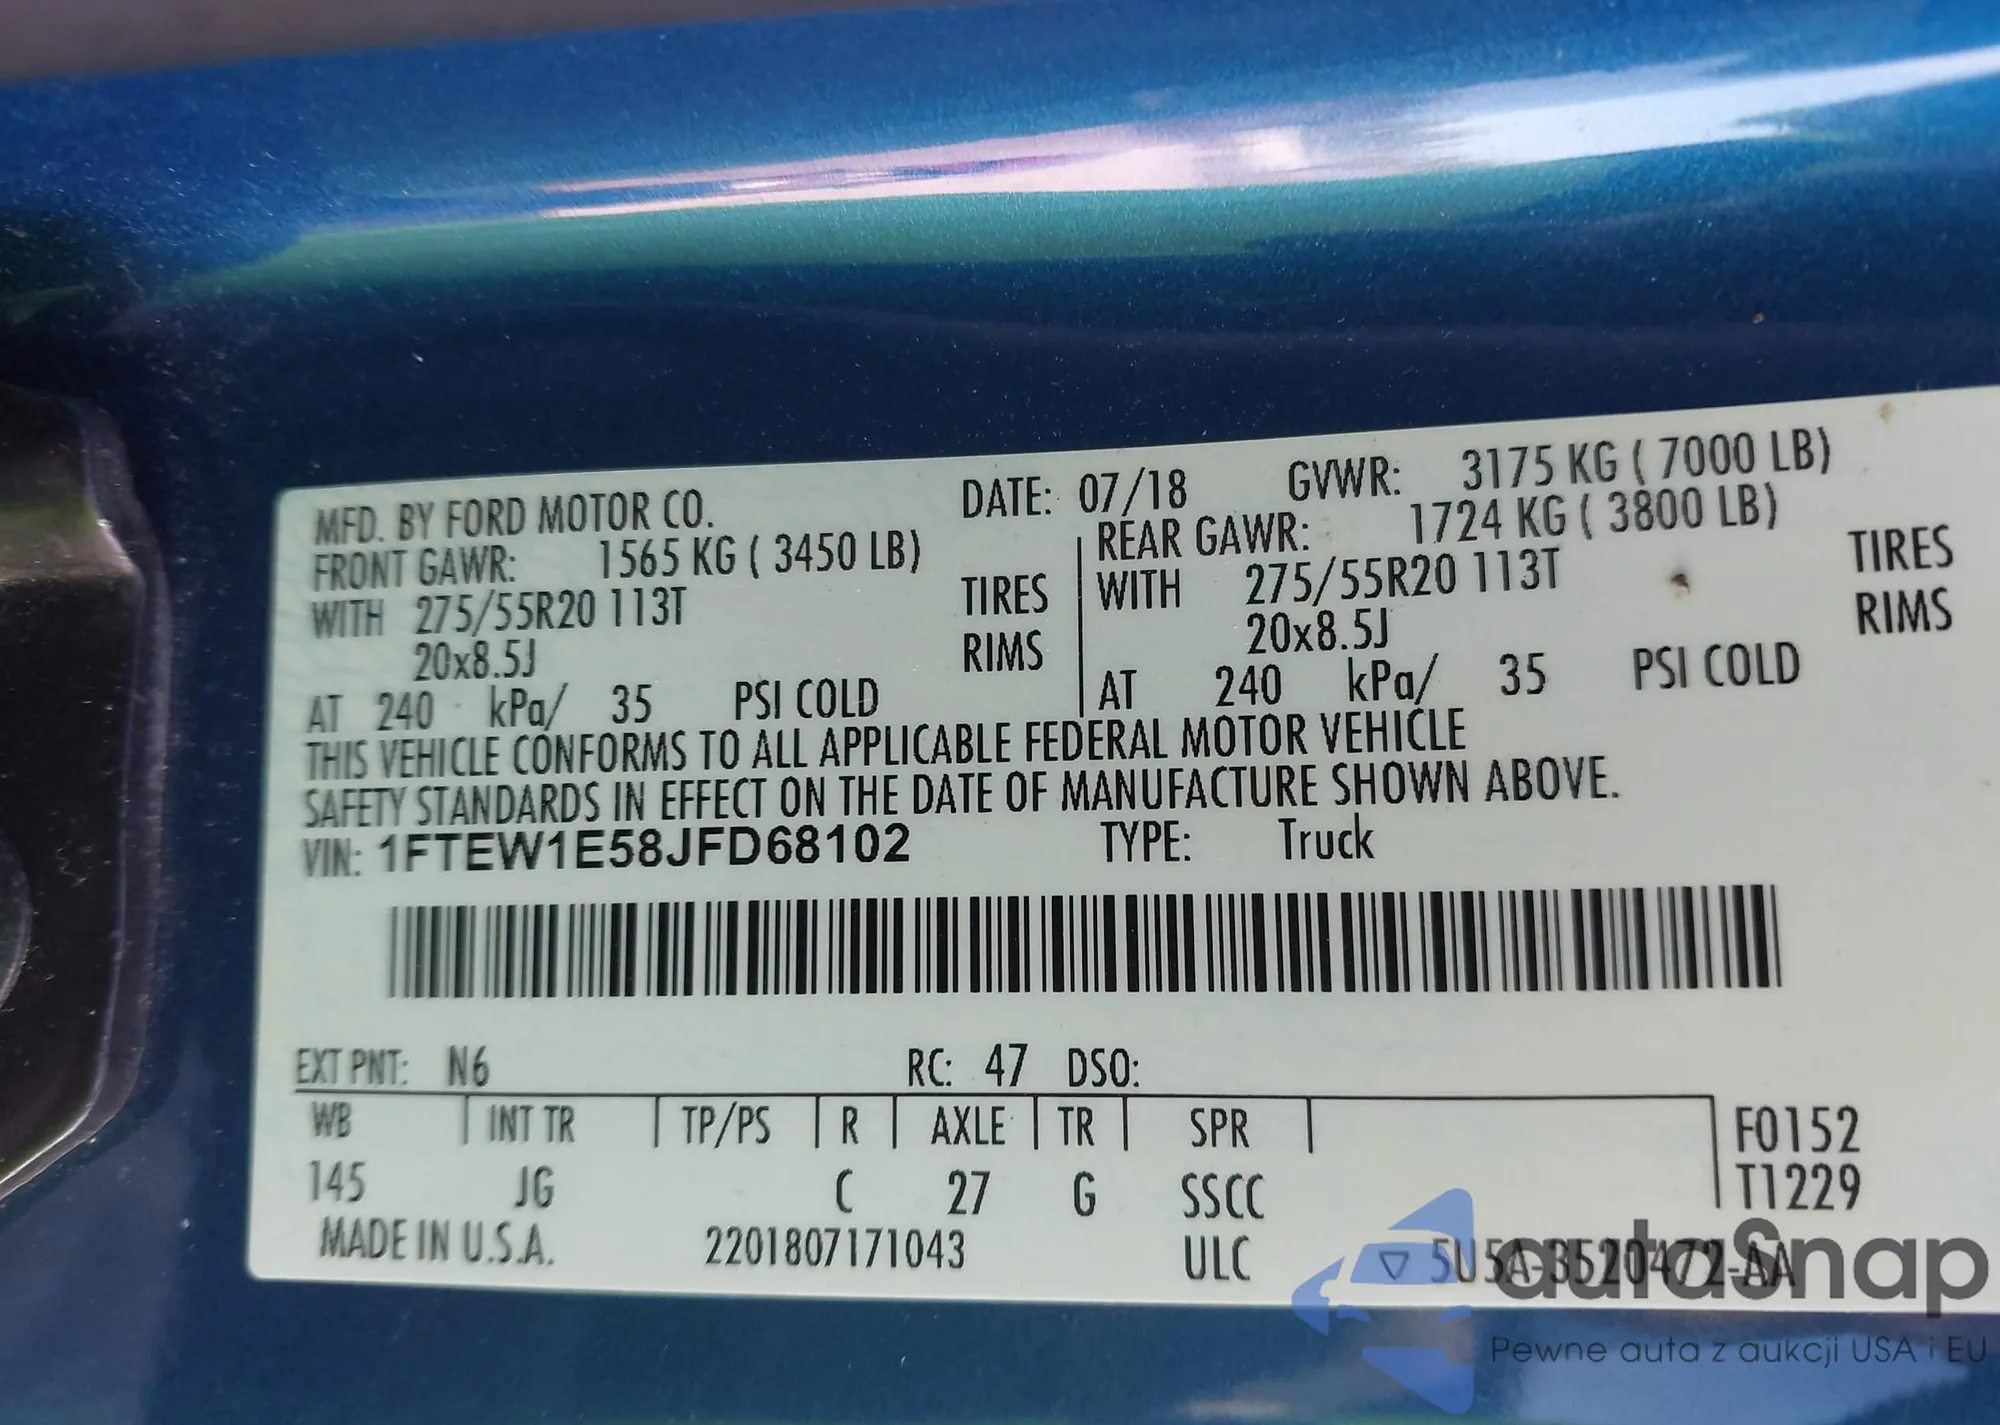 MFD. BY FORD MOTOR CO. DATE: 07/18 GVWR: 3175 KG ( 7000 LB)
FRONT GAWR: 1565 KG ( 3450 LB) REAR GAWR: 1724 KG ( 3800 LB)
WITH 275/55R20 113T TIRES WITH 275/55R20 113T TIRES
20x8.5J RIMS 20x8.5J RIMS
AT 240 kPa/ 35 PSI COLD AT 240 kPa/ 35 PSI COLD
THIS VEHICLE CONFORMS TO ALL APPLICABLE FEDERAL MOTOR VEHICLE
SAFETY STANDARDS IN EFFECT ON THE DATE OF MANUFACTURE SHOWN ABOVE.
VIN: 1FTEW1E58JFD68102 TYPE: Truck
EXT PNT: N6 RC: 47 DSO:
WB INT TR TP/PS R AXLE TR SPR F0152
145 JG C 27 G SSCC T1229
MADE IN U.S.A. 2201807171043 ULC 5U5A-3520472-AA
autoSnap
Pewne auta z aukcji USA i EU